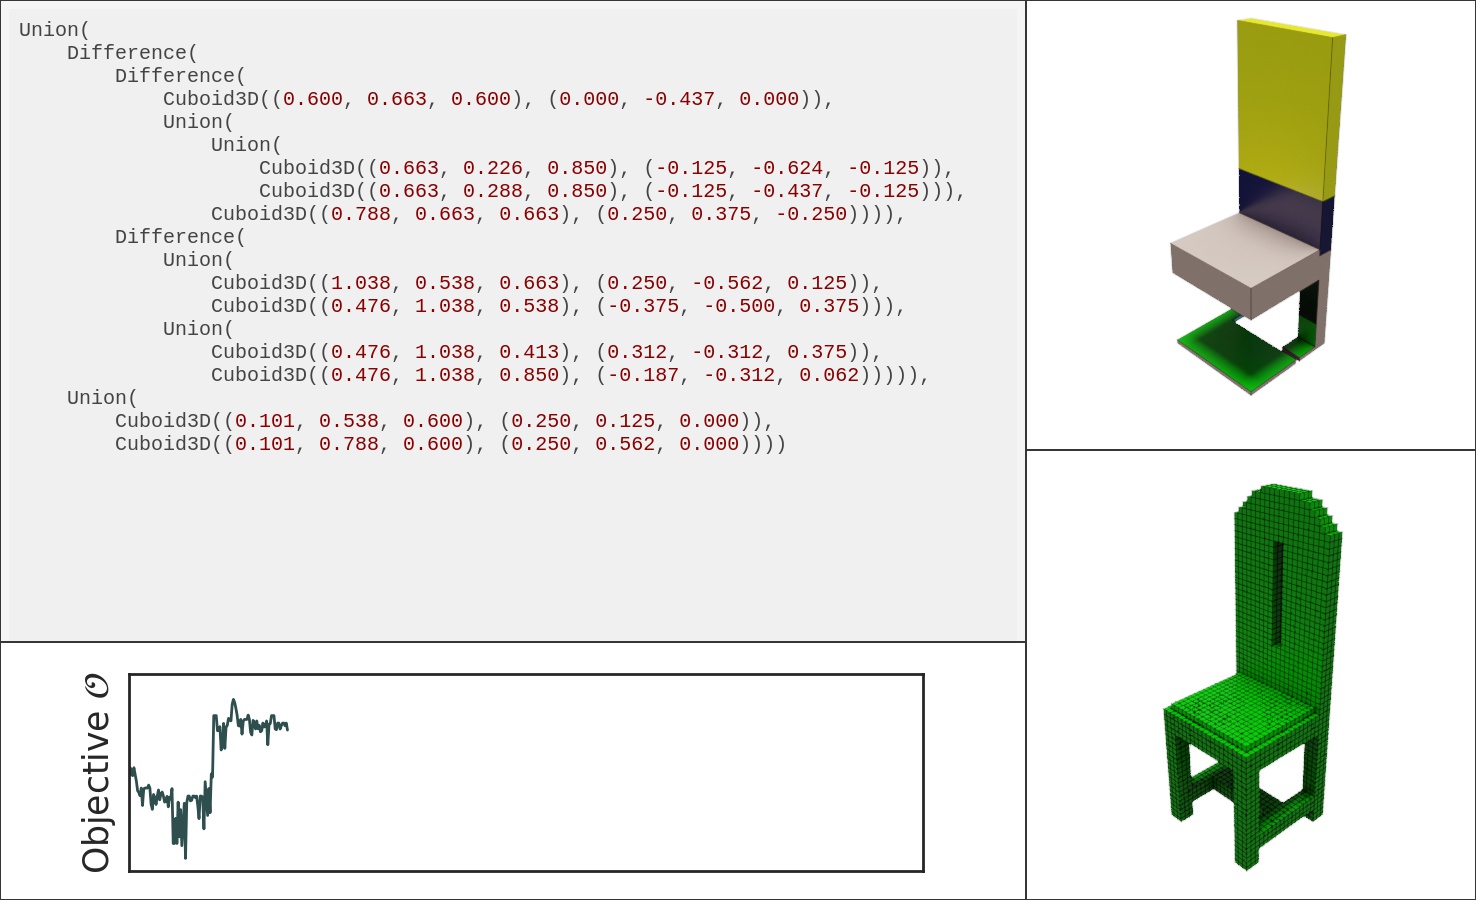 Union(
    Difference(
        Difference(
            Cuboid3D((0.600, 0.663, 0.600), (0.000, -0.437, 0.000)),
            Union(
                Union(
                    Cuboid3D((0.663, 0.226, 0.850), (-0.125, -0.624, -0.125)),
                    Cuboid3D((0.663, 0.288, 0.850), (-0.125, -0.437, -0.125))),
                Cuboid3D((0.788, 0.663, 0.663), (0.250, 0.375, -0.250)))),
        Difference(
            Union(
                Cuboid3D((1.038, 0.538, 0.663), (0.250, -0.562, 0.125)),
                Cuboid3D((0.476, 1.038, 0.538), (-0.375, -0.500, 0.375))),
            Union(
                Cuboid3D((0.476, 1.038, 0.413), (0.312, -0.312, 0.375)),
                Cuboid3D((0.476, 1.038, 0.850), (-0.187, -0.312, 0.062))))),
    Union(
        Cuboid3D((0.101, 0.538, 0.600), (0.250, 0.125, 0.000)),
        Cuboid3D((0.101, 0.788, 0.600), (0.250, 0.562, 0.000))))
Objective 𝒪